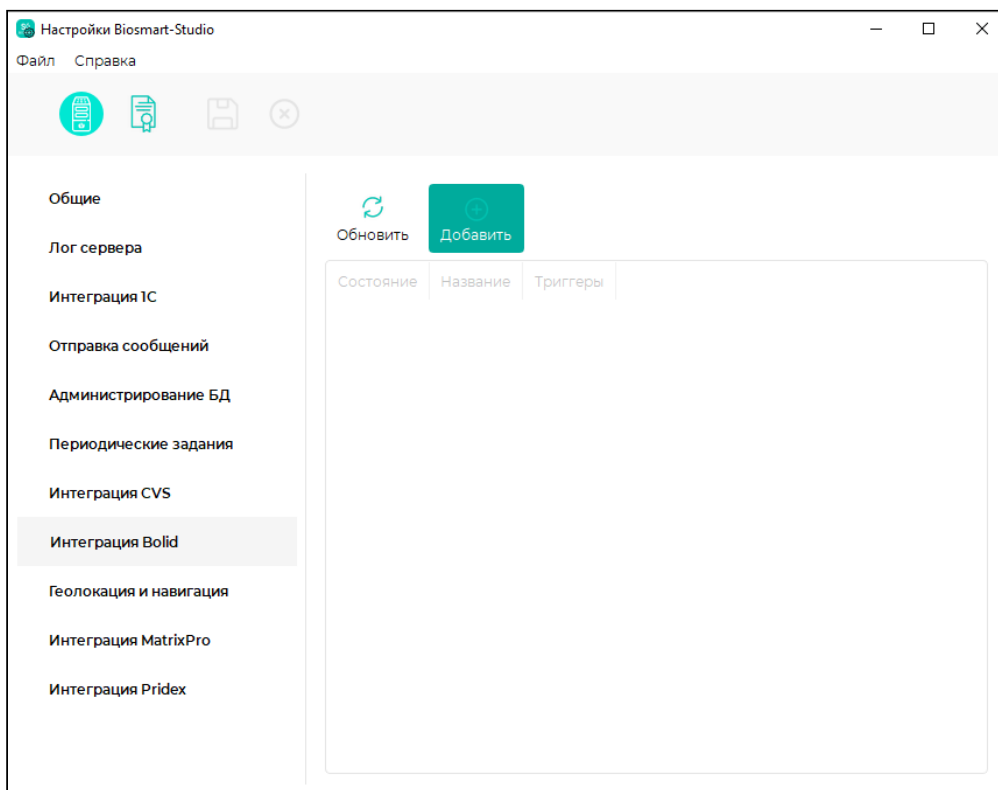 Настройки Biosmart-Studio
Файл Справка
Общие
Лог сервера
Интеграция 1С
Отправка сообщений
Администрирование БД
Периодические задания
Интеграция CVS
Интеграция Bolid
Геолокация и навигация
Интеграция MatrixPro
Интеграция Pridex
Обновить Добавить
Состояние Название Триггеры